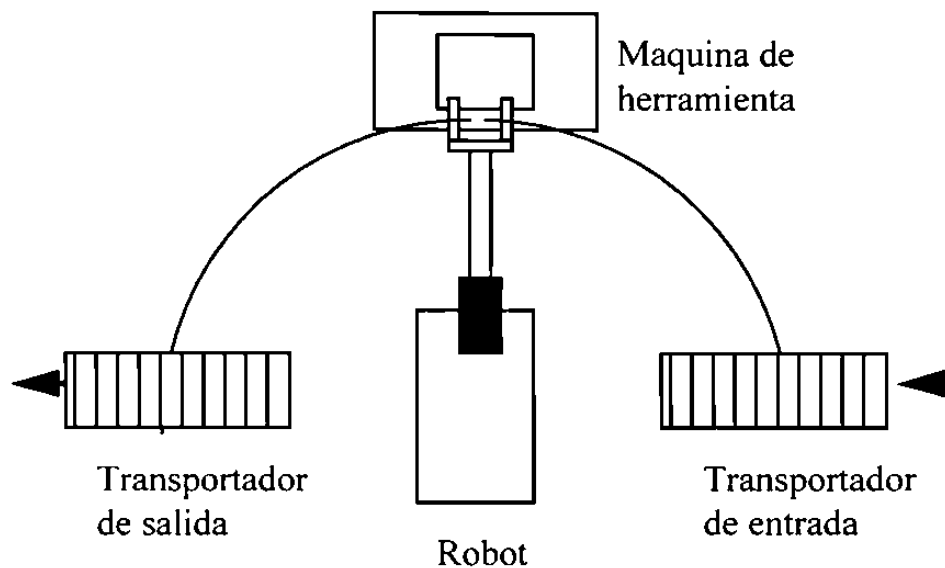 Maquina de
herramienta
Transportador
de salida
Robot
Transportador
de entrada